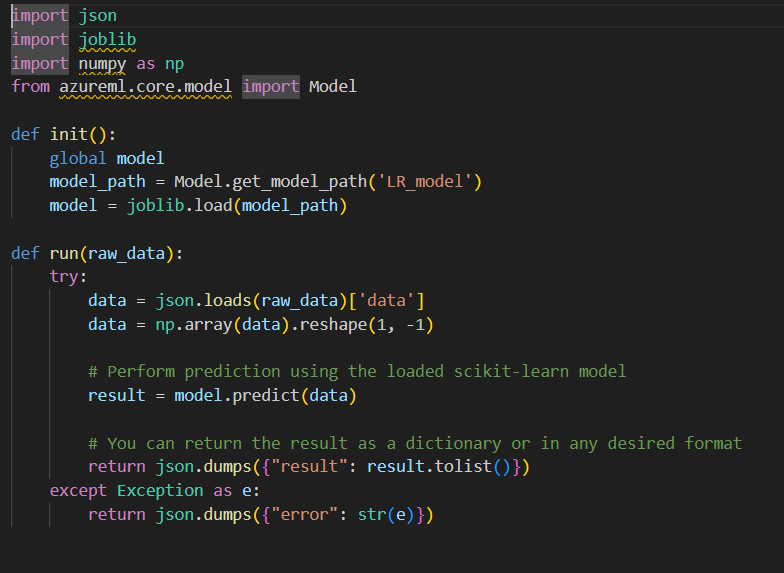 import json
import joblib
import numpy as np
from azureml.core.model import Model
def init():
    global model
    model_path = Model.get_model_path('LR_model')
    model = joblib.load(model_path)
def run(raw_data):
    try:
        data = json.loads(raw_data)['data']
        data = np.array(data).reshape(1, -1)
        # Perform prediction using the loaded scikit-learn model
        result = model.predict(data)
        # You can return the result as a dictionary or in any desired format
        return json.dumps({"result": result.tolist()})
    except Exception as e:
        return json.dumps({"error": str(e)})